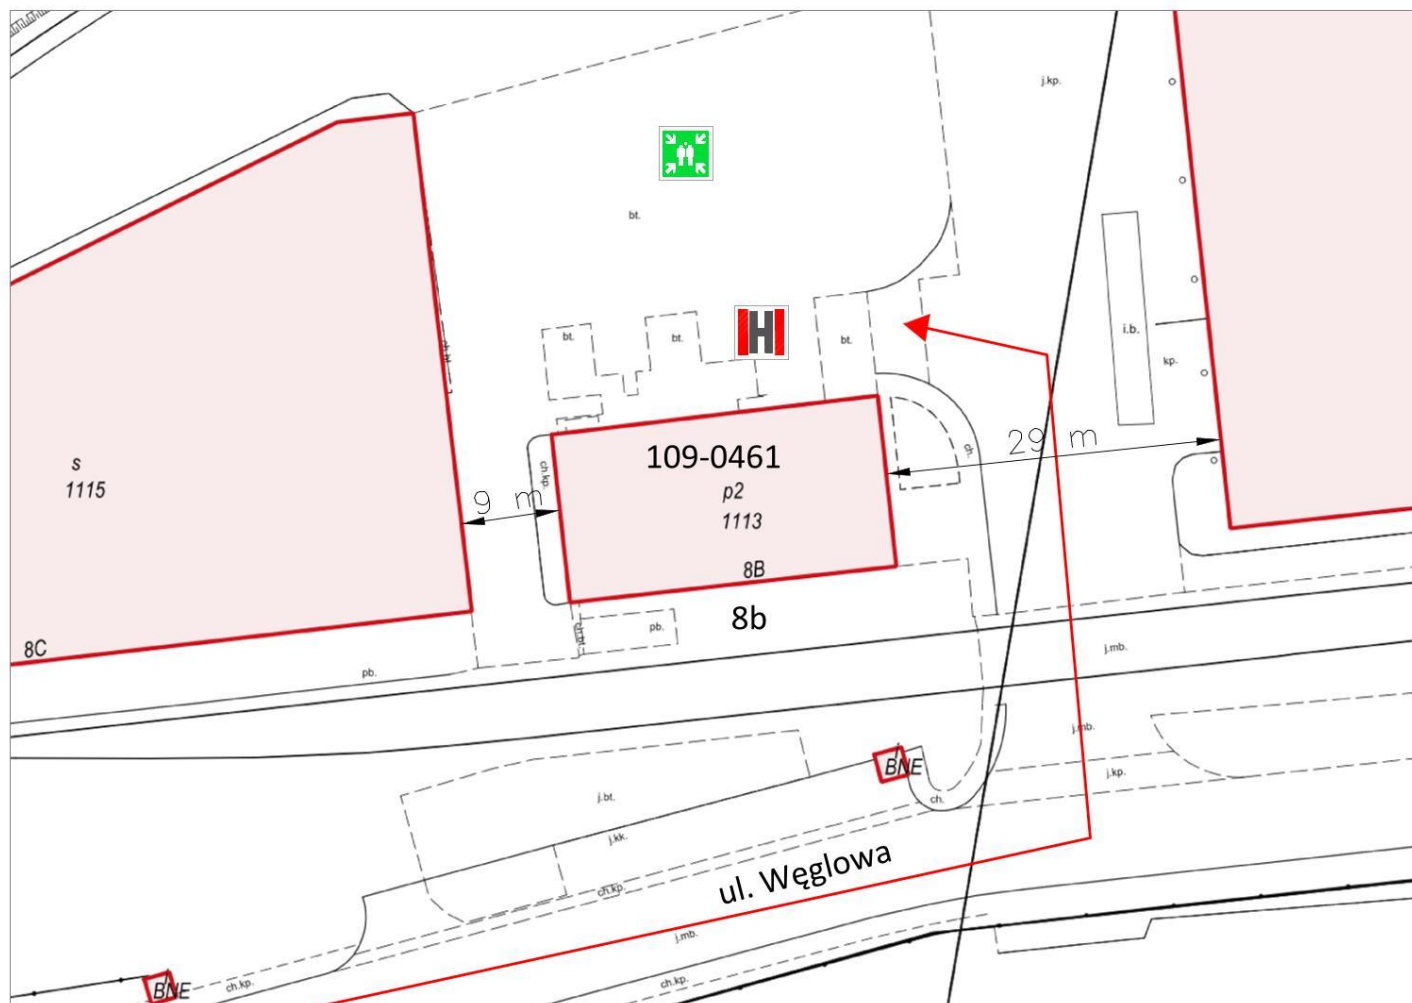 j.kp.
bt.
bt.
bt.
H
bt.
i.b.
kp.
29 m
ch.
s
1115
ch.kp.
9 m
109-0461
p2
1113
8B
8b
8C
pb.
pb.
j.mb.
j.mb.
j.kp.
BNE
ch.
j.bt.
j.kk.
ch.kp.
ul. Węglowa
j.mb.
ch.kp.
ch.kp.
BNE